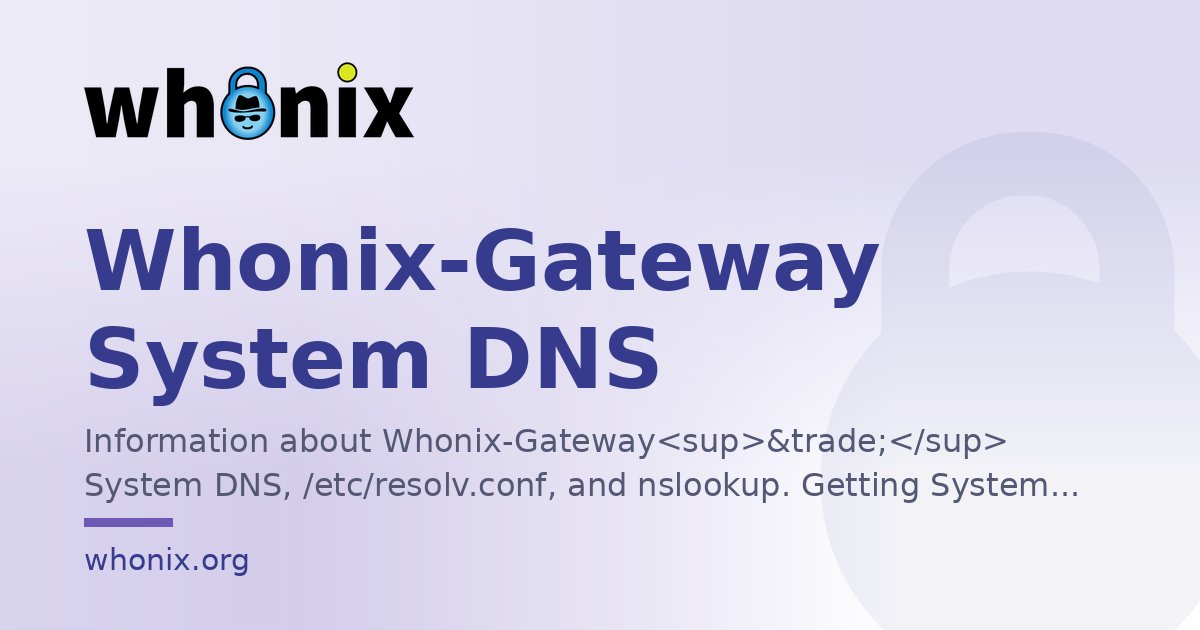 whonix
Whonix-Gateway
System DNS
Information about Whonix-Gateway<sup>&trade;</sup>
System DNS, /etc/resolv.conf, and nslookup. Getting System...
whonix.org